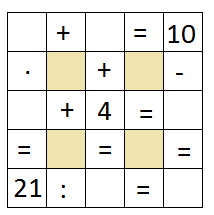 + = 10
· + -
+ 4 =
= = =
21 : =